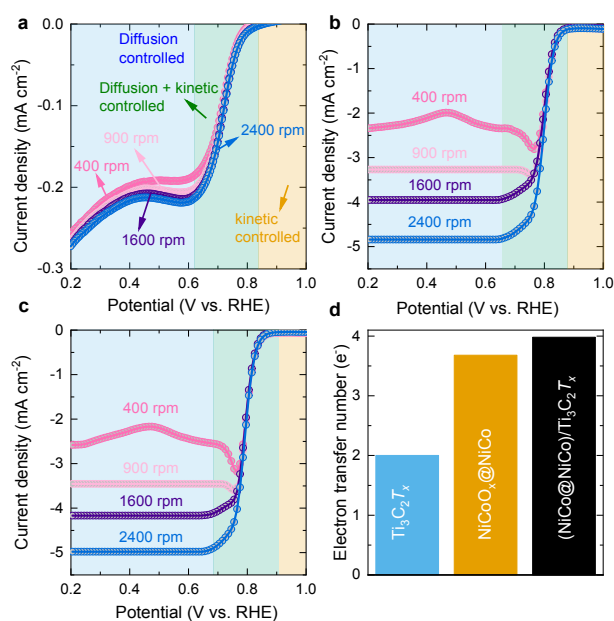 a
Current density (mA cm⁻²)
0.0
-0.1
-0.2
-0.3
Diffusion
controlled
Diffusion + kinetic
controlled
900 rpm
400 rpm
2400 rpm
1600 rpm
kinetic
controlled
0.2 0.4 0.6 0.8 1.0
Potential (V vs. RHE)
b
Current density (mA cm⁻²)
0
-1
-2
-3
-4
-5
400 rpm
900 rpm
1600 rpm
2400 rpm
0.2 0.4 0.6 0.8 1.0
Potential (V vs. RHE)
c
Current density (mA cm⁻²)
0
-1
-2
-3
-4
-5
400 rpm
900 rpm
1600 rpm
2400 rpm
0.2 0.4 0.6 0.8 1.0
Potential (V vs. RHE)
d
Electron transfer number (e⁻)
4
2
0
Ti₃C₂Tₓ
NiCoOₓ@NiCo
(NiCo@NiCo)/Ti₃C₂Tₓ